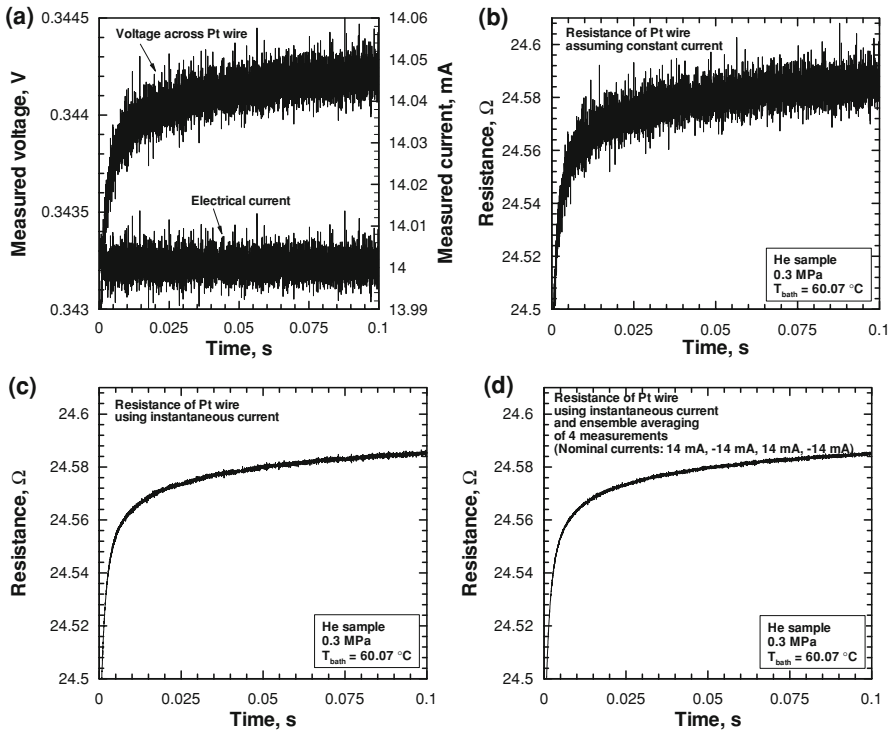 (a)
0.3445
0.344
0.3435
0.343
Measured voltage, V
Voltage across Pt wire
Electrical current
14.06
14.05
14.04
14.03
14.02
14.01
14
13.99
Measured current, mA
0
0.025
0.05
0.075
0.1
Time, s
(b)
24.6
24.58
24.56
24.54
24.52
24.5
Resistance, Ω
Resistance of Pt wire
assuming constant current
He sample
0.3 MPa
Tbath = 60.07 °C
0
0.025
0.05
0.075
0.1
Time, s
(c)
24.6
24.58
24.56
24.54
24.52
24.5
Resistance, Ω
Resistance of Pt wire
using instantaneous current
He sample
0.3 MPa
Tbath = 60.07 °C
0
0.025
0.05
0.075
0.1
Time, s
(d)
24.6
24.58
24.56
24.54
24.52
24.5
Resistance, Ω
Resistance of Pt wire
using instantaneous current
and ensemble averaging
of 4 measurements
(Nominal currents: 14 mA, -14 mA, 14 mA, -14 mA)
He sample
0.3 MPa
Tbath = 60.07 °C
0
0.025
0.05
0.075
0.1
Time, s